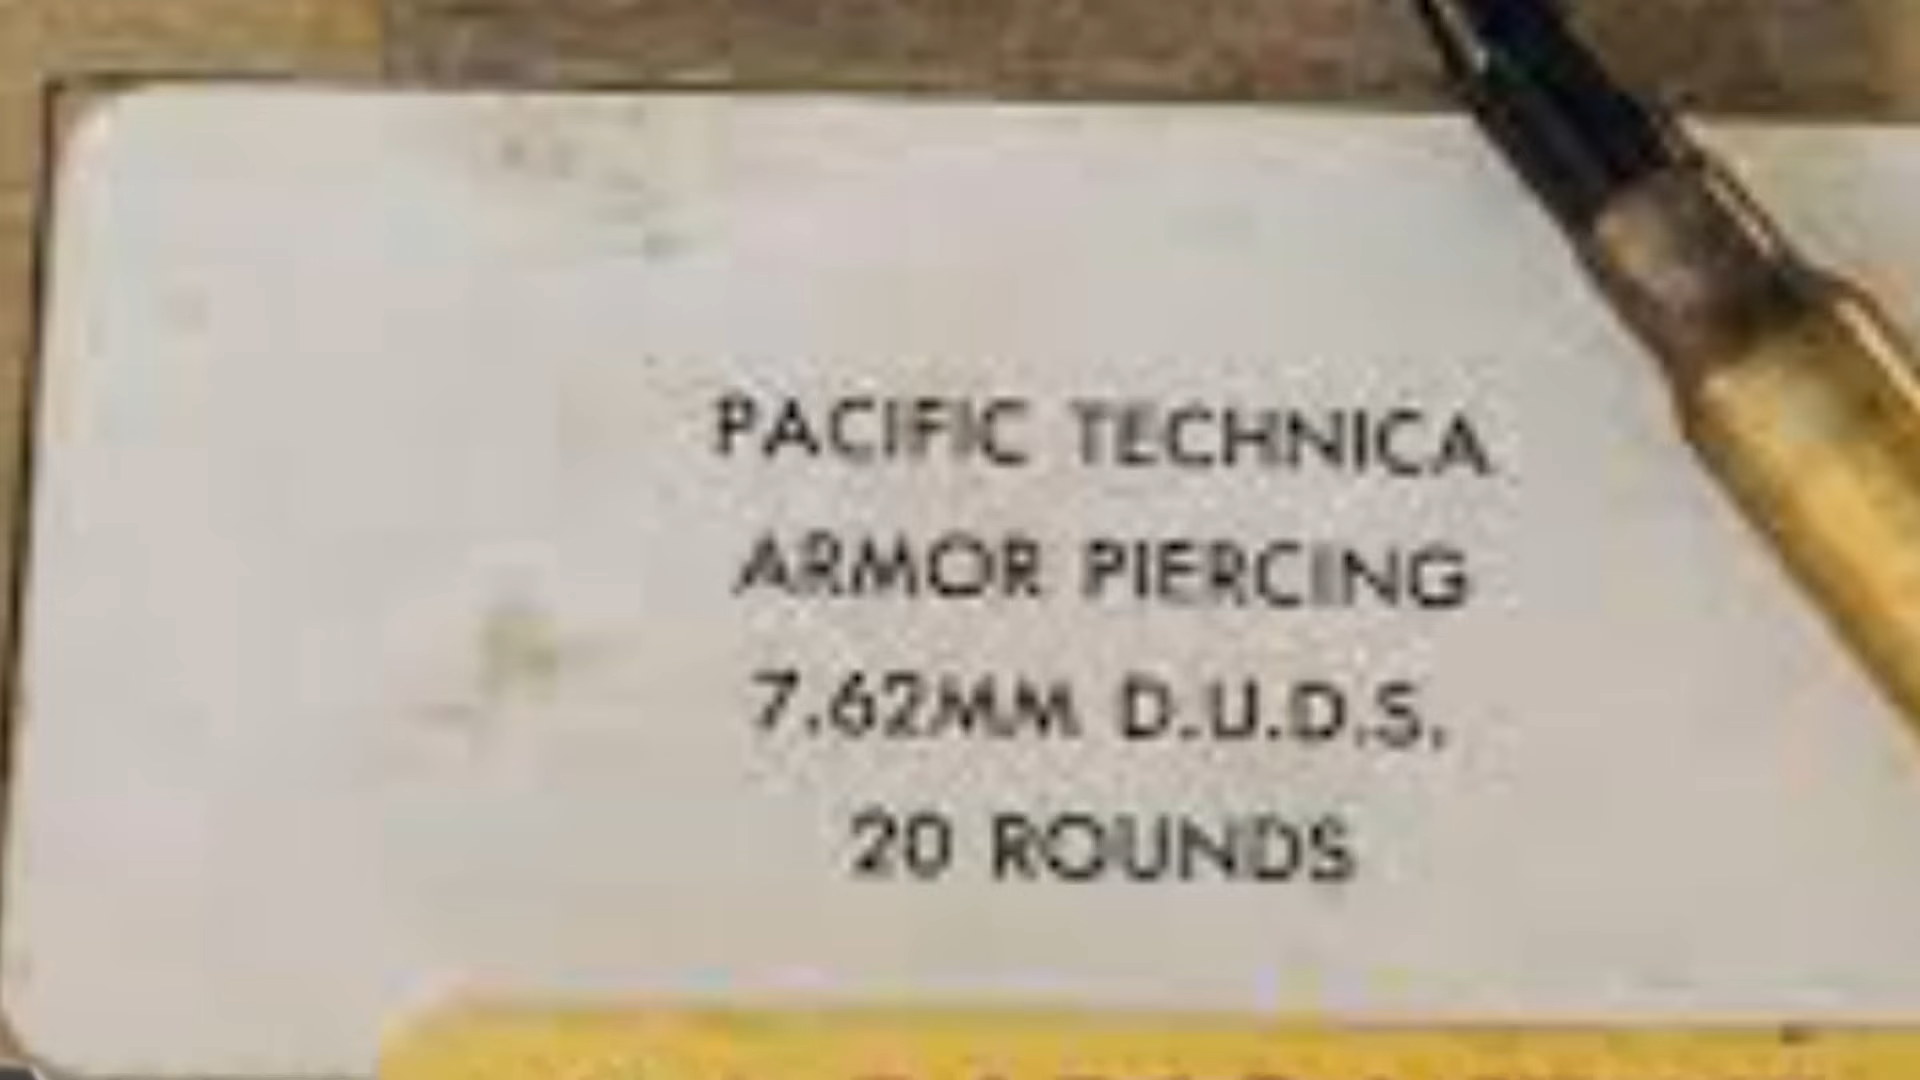 PACIFIC TECHNICA
ARMOR PIERCING
7.62MM D.U.D.S.
20 ROUNDS